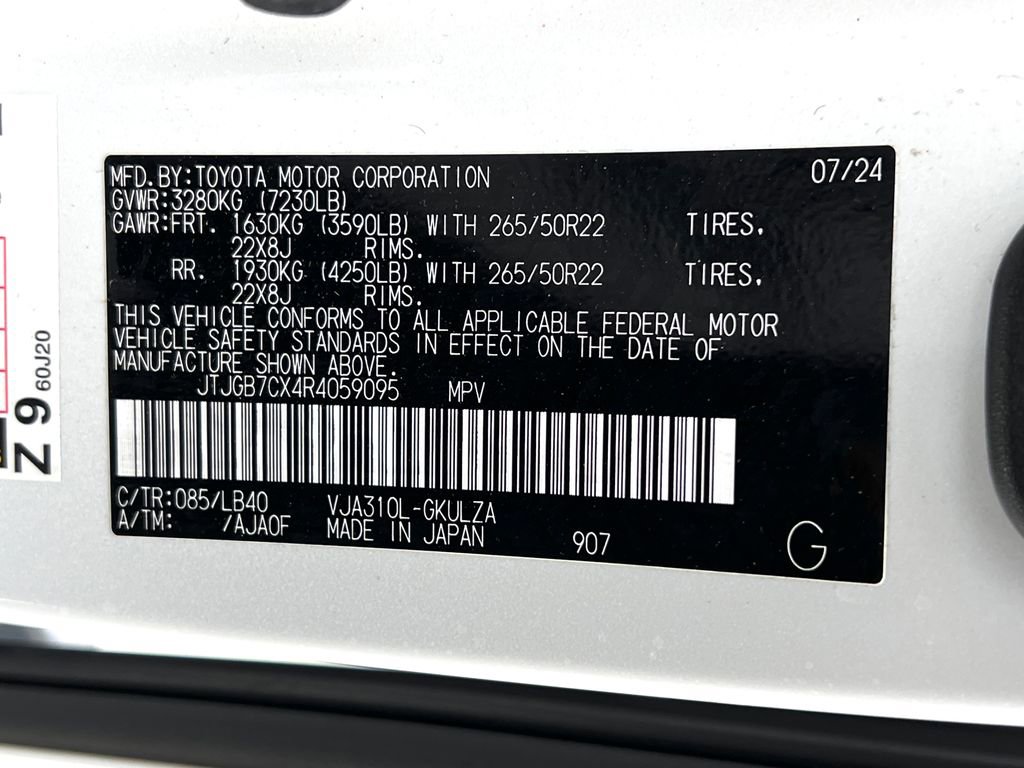 MFD.BY:TOYOTA MOTOR CORPORATION 07/24
GVWR:3280KG (7230LB)
GAWR:FRT. 1630KG (3590LB) WITH 265/50R22 TIRES.
22X8J RIMS.
RR. 1930KG (4250LB) WITH 265/50R22 TIRES.
22X8J RIMS.
THIS VEHICLE CONFORMS TO ALL APPLICABLE FEDERAL MOTOR
VEHICLE SAFETY STANDARDS IN EFFECT ON THE DATE OF
MANUFACTURE SHOWN ABOVE.
JTJGB7CX4R4059095 MPV
C/TR:085/LB40 VJA310L-GKULZA
A/TM: /AJA0F MADE IN JAPAN 907 G
Z 9 60J20